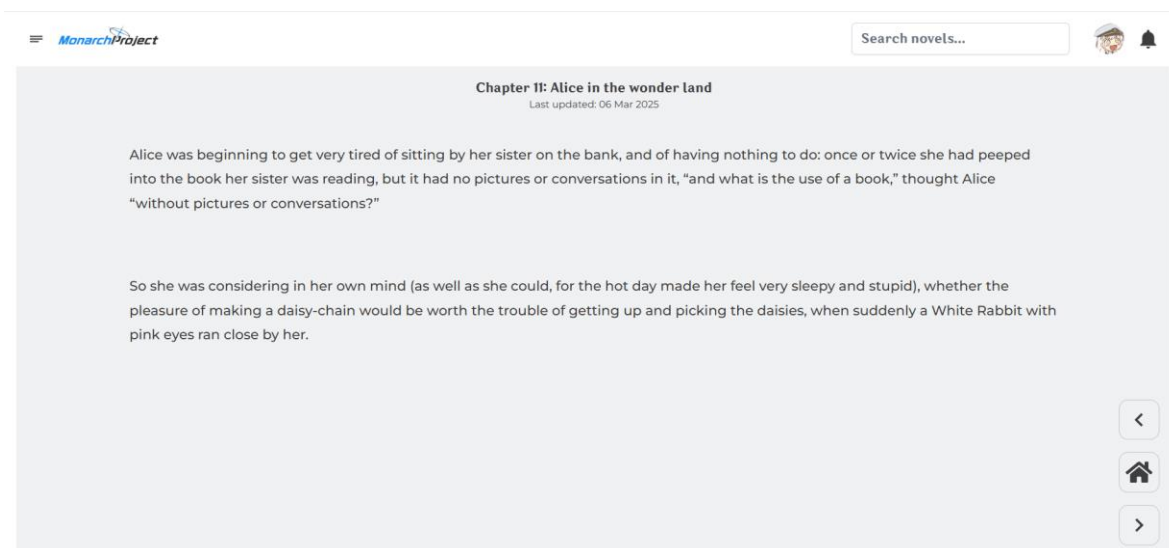 MonarchProject
Search novels...
Chapter 11: Alice in the wonder land
Last updated: 06 Mar 2025
Alice was beginning to get very tired of sitting by her sister on the bank, and of having nothing to do: once or twice she had peeped
into the book her sister was reading, but it had no pictures or conversations in it, “and what is the use of a book,” thought Alice
“without pictures or conversations?”
So she was considering in her own mind (as well as she could, for the hot day made her feel very sleepy and stupid), whether the
pleasure of making a daisy-chain would be worth the trouble of getting up and picking the daisies, when suddenly a White Rabbit with
pink eyes ran close by her.